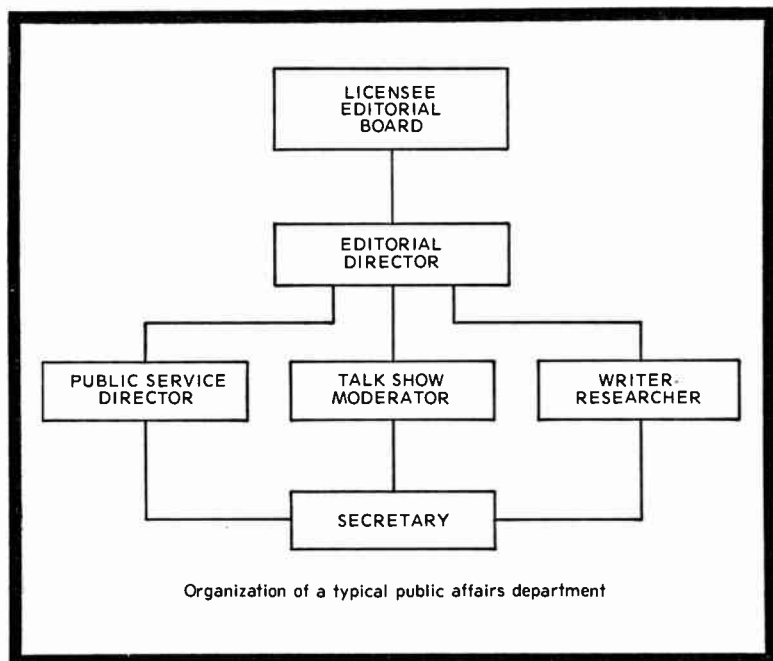 LICENSEE
EDITORIAL
BOARD
EDITORIAL
DIRECTOR
PUBLIC SERVICE
DIRECTOR
TALK SHOW
MODERATOR
WRITER-
RESEARCHER
SECRETARY
Organization of a typical public affairs department